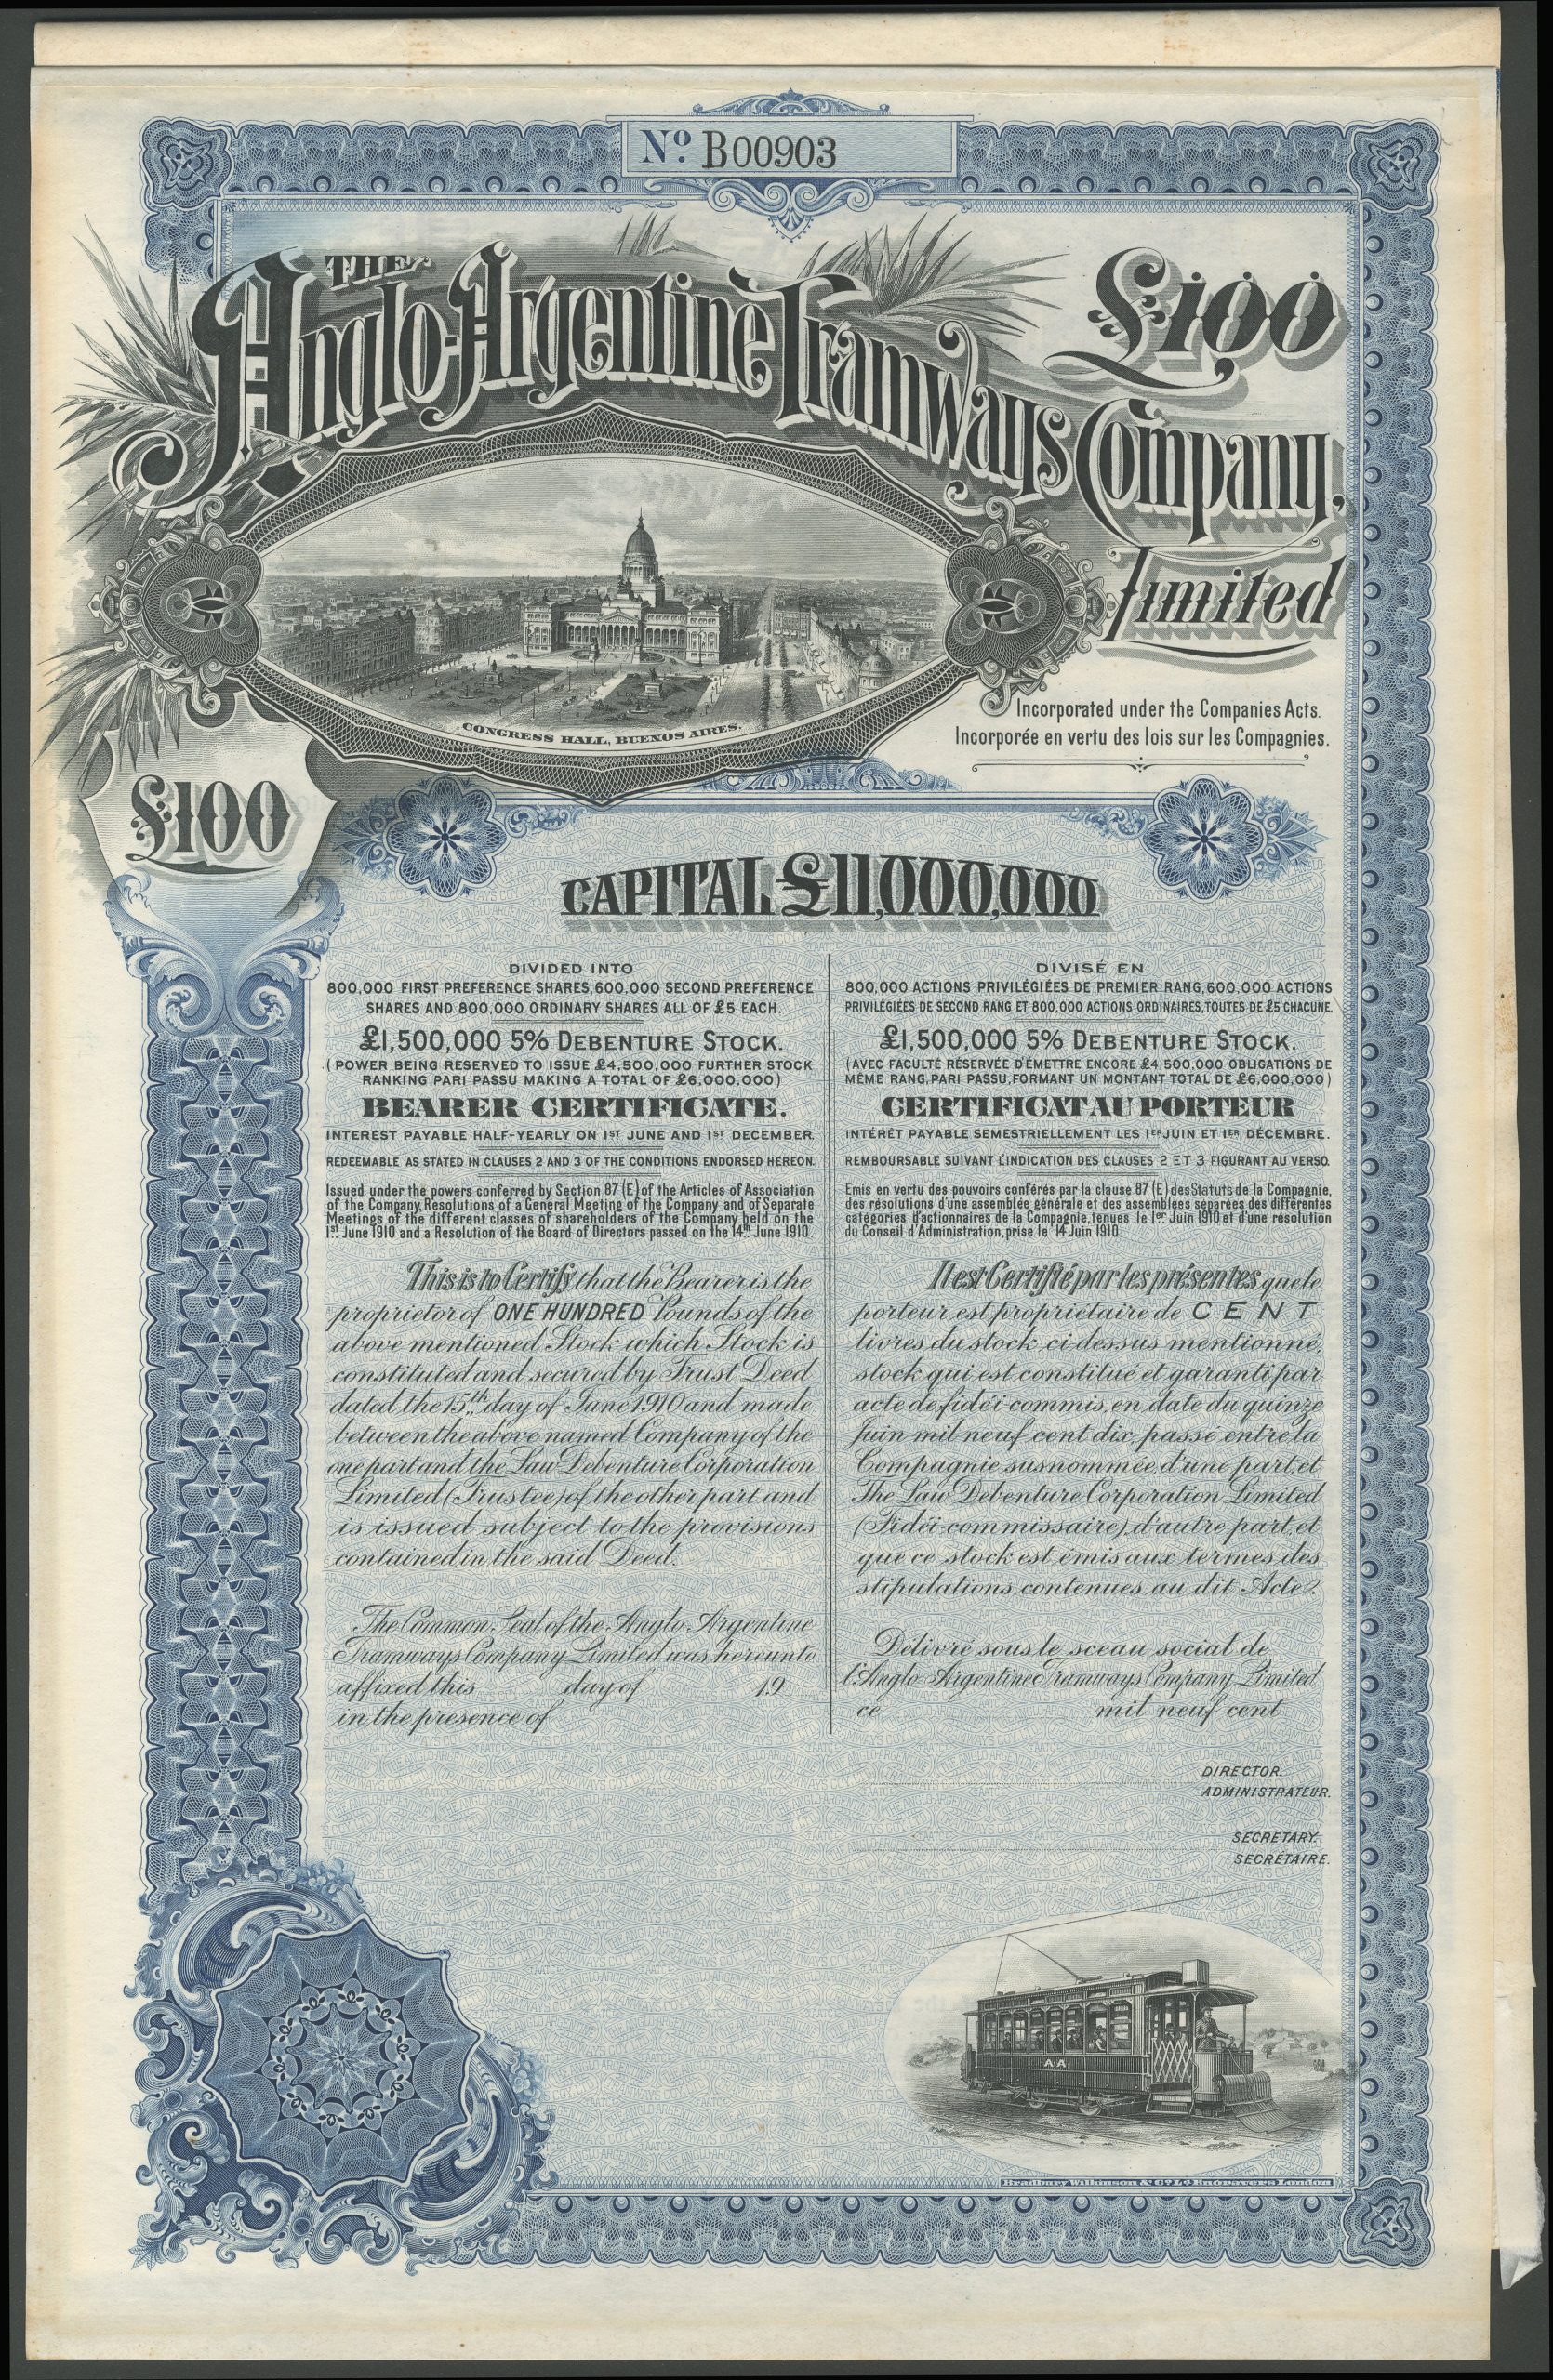 Nº B00903
THE
Anglo-Argentine Tramways Company,
Limited
£100
CONGRESS HALL, BUENOS AIRES.
Incorporated under the Companies Acts.
Incorporée en vertu des lois sur les Compagnies.
£100
CAPITAL £11,000,000
DIVIDED INTO
800,000 FIRST PREFERENCE SHARES, 600,000 SECOND PREFERENCE
SHARES AND 800,000 ORDINARY SHARES ALL OF £5 EACH.
£1,500,000 5% DEBENTURE STOCK.
(POWER BEING RESERVED TO ISSUE £4,500,000 FURTHER STOCK
RANKING PARI PASSU MAKING A TOTAL OF £6,000,000)
BEARER CERTIFICATE.
INTEREST PAYABLE HALF-YEARLY ON 1ST JUNE AND 1ST DECEMBER.
REDEEMABLE AS STATED IN CLAUSES 2 AND 3 OF THE CONDITIONS ENDORSED HEREON.
Issued under the powers conferred by Section 87 (E) of the Articles of Association
of the Company, Resolutions of a General Meeting of the Company and of Separate
Meetings of the different classes of shareholders of the Company held on the
1st June 1910 and a Resolution of the Board of Directors passed on the 14th June 1910.
This is to Certify that the Bearer is the
proprietor of ONE HUNDRED Pounds of the
above mentioned Stock which Stock is
constituted and secured by Trust Deed
dated the 15th day of June 1910 and made
between the above named Company of the
one part and the Law Debenture Corporation
Limited (Trustee) of the other part and
is issued subject to the provisions
contained in the said Deed.
The Common Seal of the Anglo-Argentine
Tramways Company Limited was hereunto
affixed this day of 19
in the presence of
DIVISÉ EN
800,000 ACTIONS PRIVILÉGIÉES DE PREMIER RANG, 600,000 ACTIONS
PRIVILÉGIÉES DE SECOND RANG ET 800,000 ACTIONS ORDINAIRES, TOUTES DE £5 CHACUNE.
£1,500,000 5% DEBENTURE STOCK.
(AVEC FACULTÉ RÉSERVÉE D'ÉMETTRE ENCORE £4,500,000 OBLIGATIONS DE
MÊME RANG, PARI PASSU, FORMANT UN MONTANT TOTAL DE £6,000,000)
CERTIFICAT AU PORTEUR
INTÉRÊT PAYABLE SEMESTRIELLEMENT LES 1ER JUIN ET 1ER DÉCEMBRE.
REMBOURSABLE SUIVANT L'INDICATION DES CLAUSES 2 ET 3 FIGURANT AU VERSO.
Emis en vertu des pouvoirs conférés par la clause 87 (E) des Statuts de la Compagnie,
des résolutions d'une assemblée générale et des assemblées séparées des différentes
catégories d'actionnaires de la Compagnie, tenues le 1er Juin 1910 et d'une résolution
du Conseil d'Administration, prise le 14 Juin 1910.
Il est Certifié par les présentes que le
porteur est propriétaire de CENT
livres du stock ci-dessus mentionné,
stock qui est constitué et garanti par
acte de fidéi-commis, en date du quinze
Juin mil neuf cent dix, passé entre la
Compagnie susnommée, d'une part, et
The Law Debenture Corporation Limited
(Fidéi-commissaire), d'autre part, et
que ce stock est émis aux termes des
stipulations contenues au dit Acte.
Délivré sous le sceau social de
l'Anglo-Argentine Tramways Company Limited
ce mil neuf cent
DIRECTOR.
ADMINISTRATEUR.
SECRETARY.
SECRÉTAIRE.
A·A
Bradbury Wilkinson & Co Ld Engravers London